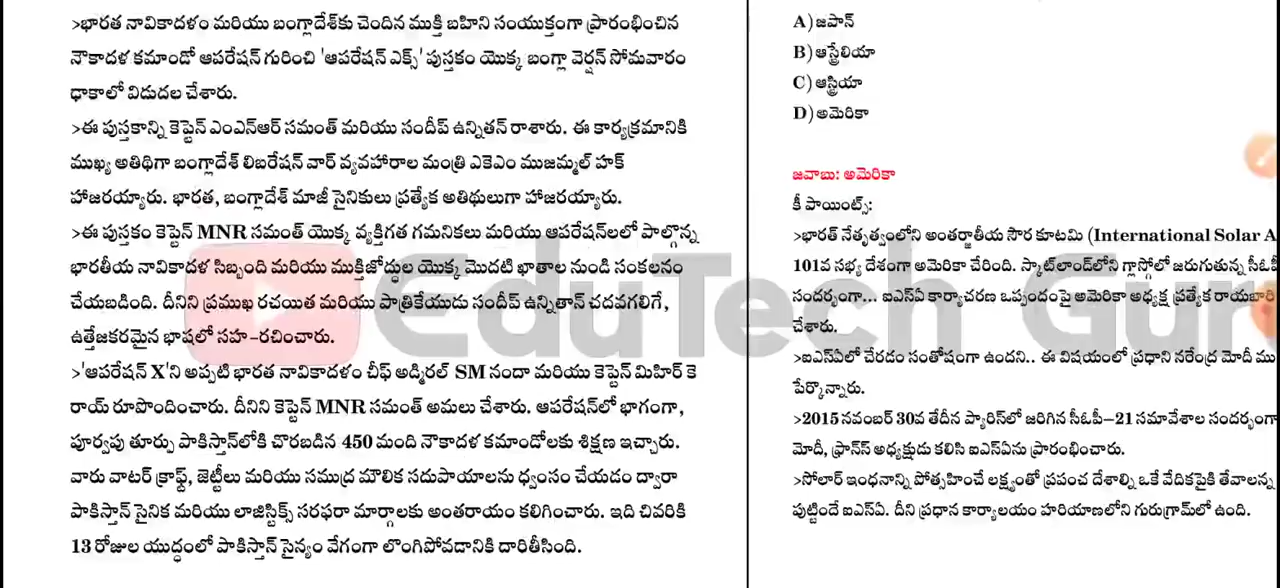 >భారత నావికాదళం మరియు బంగ్లాదేశ్‌కు చెందిన ముక్తి బహిని సంయుక్తంగా ప్రారంభించిన
నౌకాదళ కమాండో ఆపరేషన్ గురించి 'ఆపరేషన్ ఎక్స్' పుస్తకం యొక్క బంగ్లా వెర్షన్ సోమవారం
ఢాకాలో విడుదల చేశారు.
>ఈ పుస్తకాన్ని కెప్టెన్ ఎంఎన్ఆర్ సమంత్ మరియు సందీప్ ఉన్నితన్ రాశారు. ఈ కార్యక్రమానికి
ముఖ్య అతిథిగా బంగ్లాదేశ్ లిబరేషన్ వార్ వ్యవహారాల మంత్రి ఎకెఎం ముజమ్మల్ హక్
హాజరయ్యారు. భారత, బంగ్లాదేశ్ మాజీ సైనికులు ప్రత్యేక అతిథులుగా హాజరయ్యారు.
>ఈ పుస్తకం కెప్టెన్ MNR సమంత్ యొక్క వ్యక్తిగత గమనికలు మరియు ఆపరేషన్‌లలో పాల్గొన్న
భారతీయ నావికాదళ సిబ్బంది మరియు ముక్తిజోద్ధుల యొక్క మొదటి ఖాతాల నుండి సంకలనం
చేయబడింది. దీనిని ప్రముఖ రచయిత మరియు పాత్రికేయుడు సందీప్ ఉన్నితాన్ చదవగలిగే,
ఉత్తేజకరమైన భాషలో సహ-రచించారు.
>'ఆపరేషన్ X'ని అప్పటి భారత నావికాదళం చీఫ్ అడ్మిరల్ SM నందా మరియు కెప్టెన్ మిహిర్ కె
రాయ్ రూపొందించారు. దీనిని కెప్టెన్ MNR సమంత్ అమలు చేశారు. ఆపరేషన్‌లో భాగంగా,
పూర్వపు తూర్పు పాకిస్తాన్‌లోకి చొరబడిన 450 మంది నౌకాదళ కమాండోలకు శిక్షణ ఇచ్చారు.
వారు వాటర్ క్రాఫ్ట్, జెట్టీలు మరియు సముద్ర మౌలిక సదుపాయాలను ధ్వంసం చేయడం ద్వారా
పాకిస్తాన్ సైనిక మరియు లాజిస్టిక్స్ సరఫరా మార్గాలకు అంతరాయం కలిగించారు. ఇది చివరికి
13 రోజుల యుద్ధంలో పాకిస్తాన్ సైన్యం వేగంగా లొంగిపోవడానికి దారితీసింది.
A)జపాన్
B)ఆస్ట్రేలియా
C)ఆస్ట్రియా
D)అమెరికా
జవాబు: అమెరికా
కీ పాయింట్స్:
>భారత్ నేతృత్వంలోని అంతర్జాతీయ సౌర కూటమి (International Solar A
101వ సభ్య దేశంగా అమెరికా చేరింది. స్కాట్‌లాండ్‌లోని గ్లాస్గోలో జరుగుతున్న సీఓపీ
సందర్భంగా... ఐఎస్ఏ కార్యాచరణ ఒప్పందంపై అమెరికా అధ్యక్ష ప్రత్యేక రాయబారి
చేశారు.
>ఐఎస్ఏలో చేరడం సంతోషంగా ఉందని.. ఈ విషయంలో ప్రధాని నరేంద్ర మోదీ ము
పేర్కొన్నారు.
>2015 నవంబర్ 30వ తేదీన ప్యారిస్‌లో జరిగిన సీఓపీ-21 సమావేశాల సందర్భంగా
మోదీ, ఫ్రాన్స్ అధ్యక్షుడు కలిసి ఐఎస్ఏను ప్రారంభించారు.
>సోలార్ ఇంధనాన్ని పోత్సహించే లక్ష్యంతో ప్రపంచ దేశాల్ని ఒకే వేదికపైకి తేవాలన్న
పుట్టిందే ఐఎస్ఏ. దీని ప్రధాన కార్యాలయం హరియాణలోని గురుగ్రామ్‌లో ఉంది.
EduTech Gur